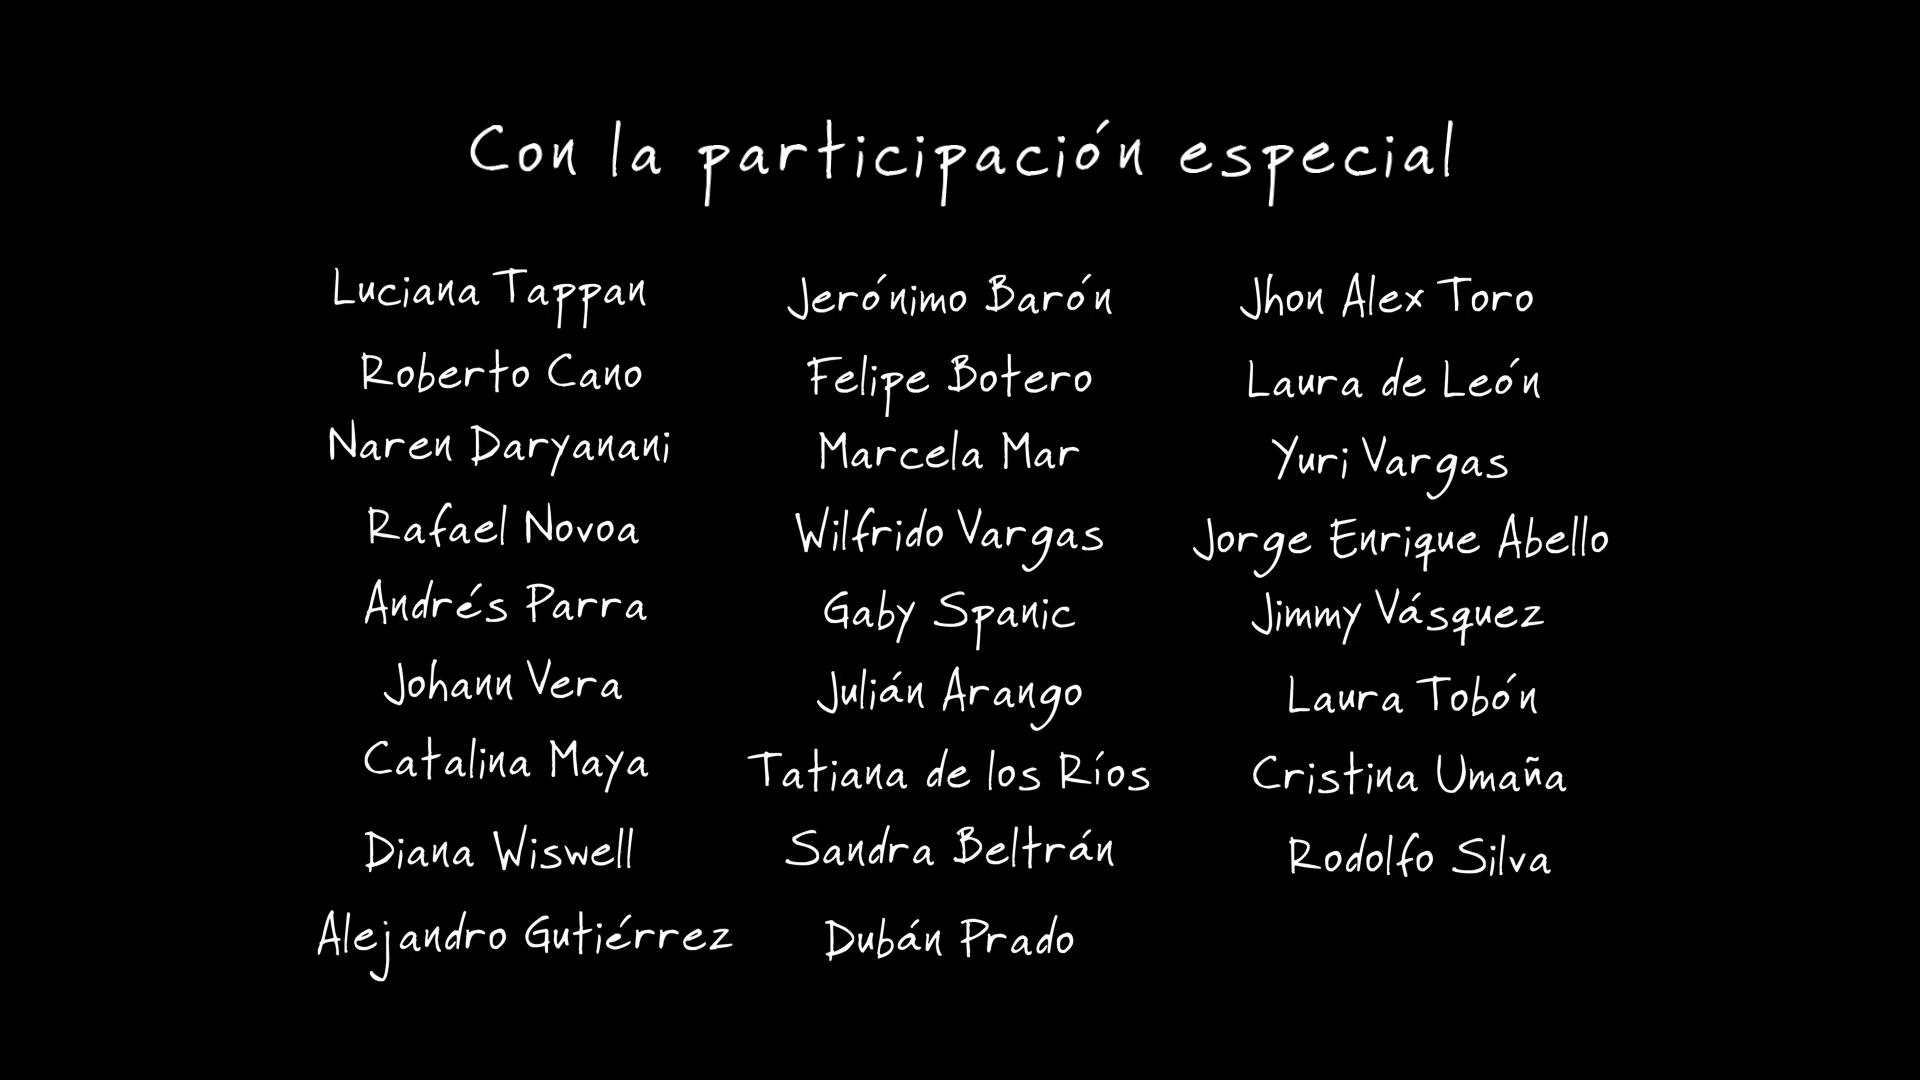 Con la participación especial
Luciana Tappan
Roberto Cano
Naren Daryanani
Rafael Novoa
Andrés Parra
Johann Vera
Catalina Maya
Diana Wiswell
Alejandro Gutiérrez
Jerónimo Barón
Felipe Botero
Marcela Mar
Wilfrido Vargas
Gaby Spanic
Julián Arango
Tatiana de los Ríos
Sandra Beltrán
Dubán Prado
Jhon Alex Toro
Laura de León
Yuri Vargas
Jorge Enrique Abello
Jimmy Vásquez
Laura Tobón
Cristina Umaña
Rodolfo Silva